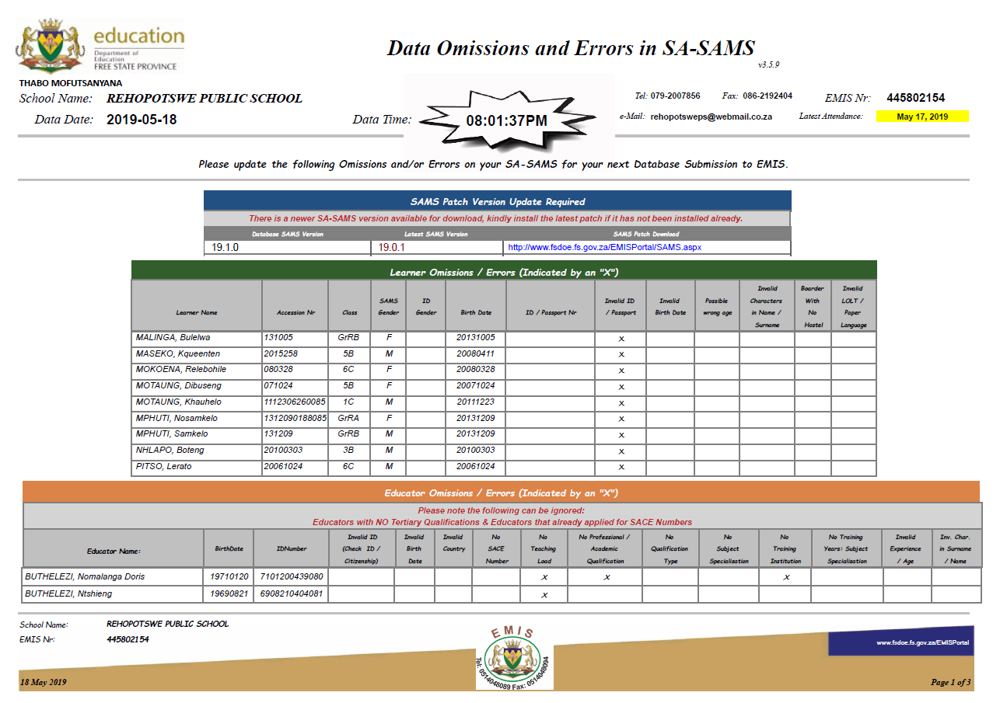 education
Department of
Education
FREE STATE PROVINCE
Data Omissions and Errors in SA-SAMS
v3.5.9
THABO MOFUTSANYANA
School Name: REHOPOTSWE PUBLIC SCHOOL
Tel: 079-2007856 Fax: 086-2192404 EMIS Nr: 445802154
Data Date: 2019-05-18 Data Time: 08:01:37PM
e-Mail: rehopotsweps@webmail.co.za Latest Attendance: May 17, 2019
Please update the following Omissions and/or Errors on your SA-SAMS for your next Database Submission to EMIS.
SAMS Patch Version Update Required
There is a newer SA-SAMS version available for download, kindly install the latest patch if it has not been installed already.
Database SAMS Version Latest SAMS Version SAMS Patch Download
19.1.0 19.0.1 http://www.fsdoe.fs.gov.za/EMISPortal/SAMS.aspx
Learner Omissions / Errors (Indicated by an "X")
Learner Name Accession Nr Class SAMS Gender ID Gender Birth Date ID / Passport Nr Invalid ID / Passport Invalid Birth Date Possible wrong age Invalid Characters in Name / Surname Boarder With No Hostel Invalid LOLT / Paper Language
MALINGA, Bulelwa 131005 GrRB F 20131005 x
MASEKO, Kqueenten 2015258 5B M 20080411 x
MOKOENA, Relebohile 080328 6C F 20080328 x
MOTAUNG, Dibuseng 071024 5B F 20071024 x
MOTAUNG, Khauhelo 1112306260085 1C M 20111223 x
MPHUTI, Nosamkelo 1312090188085 GrRA F 20131209 x
MPHUTI, Samkelo 131209 GrRB M 20131209 x
NHLAPO, Boteng 20100303 3B M 20100303 x
PITSO, Lerato 20061024 6C M 20061024 x
Educator Omissions / Errors (Indicated by an "X")
Please note the following can be ignored:
Educators with NO Tertiary Qualifications & Educators that already applied for SACE Numbers
Educator Name: BirthDate IDNumber Invalid ID (Check ID / Citizenship) Invalid Birth Date Invalid Country No SACE Number No Teaching Load No Professional / Academic Qualification No Qualification Type No Subject Specialisation No Training Institution No Training Years: Subject Specialisation Invalid Experience / Age Inv. Char. in Surname / Name
BUTHELEZI, Nomalanga Doris 19710120 7101200439080 x x x
BUTHELEZI, Ntshieng 19690821 6908210404081 x
School Name: REHOPOTSWE PUBLIC SCHOOL
EMIS Nr: 445802154
EMIS
Tel: 0514048089 Fax: 0514048094
www.fsdoe.fs.gov.za/EMISPortal
18 May 2019
Page 1 of 3